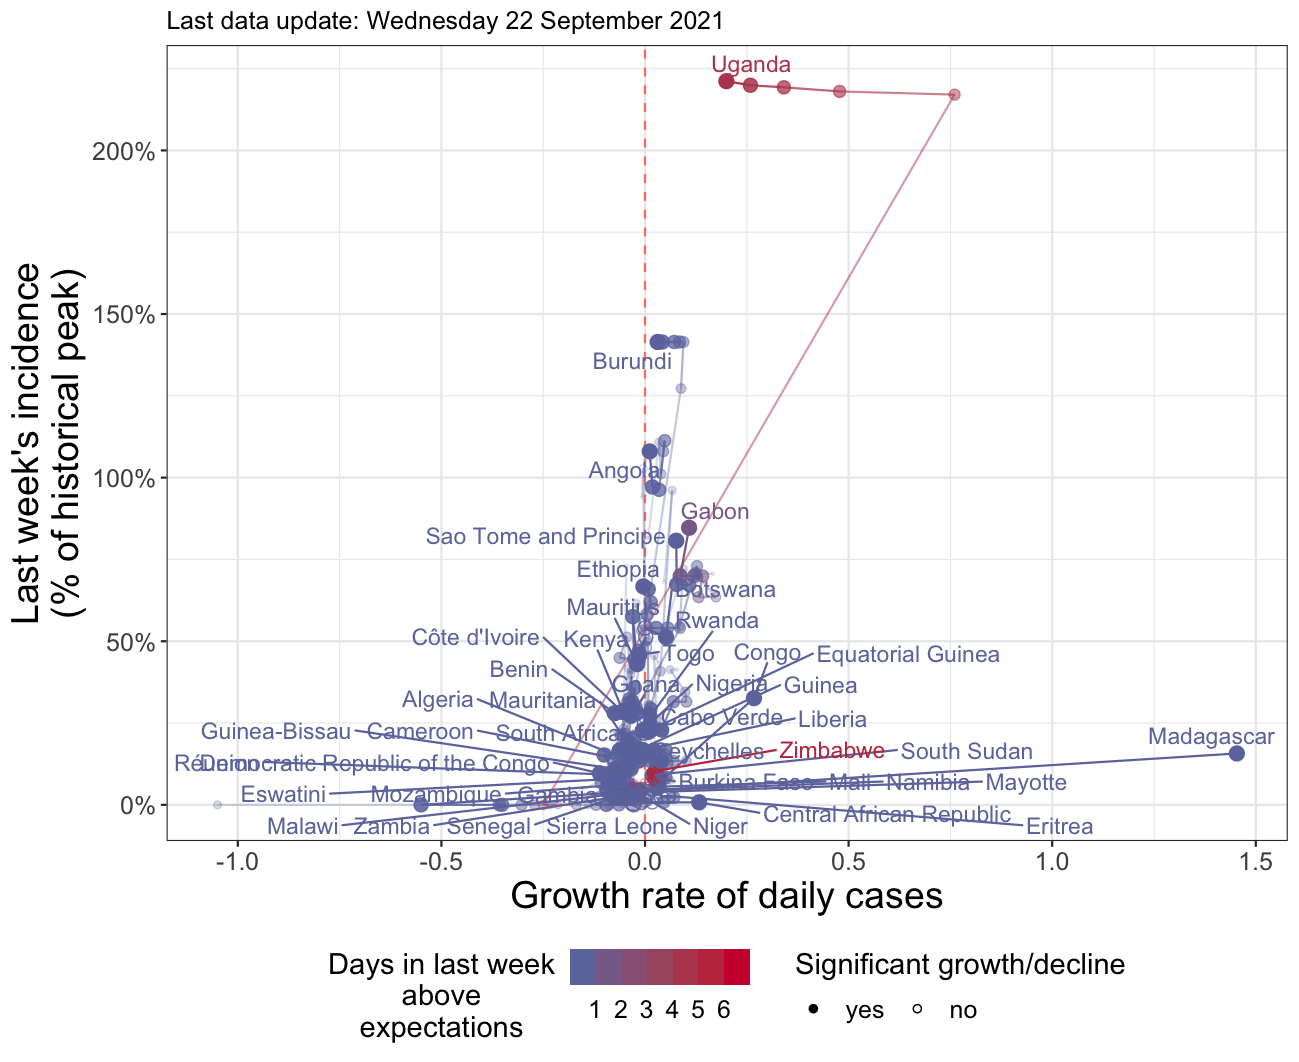 Last data update: Wednesday 22 September 2021
Last week's incidence
(% of historical peak)
200%
150%
100%
50%
0%
Uganda
Burundi
Angola
Gabon
Sao Tome and Principe
Ethiopia
Botswana
Mauritius
Rwanda
Côte d'Ivoire
Kenya
Togo
Congo
Equatorial Guinea
Benin
Ghana
Nigeria
Guinea
Algeria
Mauritania
Cabo Verde
Liberia
Guinea-Bissau
Cameroon
South Africa
Madagascar
Seychelles
Zimbabwe
South Sudan
Réunion
Democratic Republic of the Congo
Burkina Faso
Mali
Namibia
Mayotte
Eswatini
Mozambique
Gambia
Central African Republic
Malawi
Zambia
Senegal
Sierra Leone
Niger
Eritrea
-1.0
-0.5
0.0
0.5
1.0
1.5
Growth rate of daily cases
Days in last week
above
expectations
1 2 3 4 5 6
Significant growth/decline
yes
no